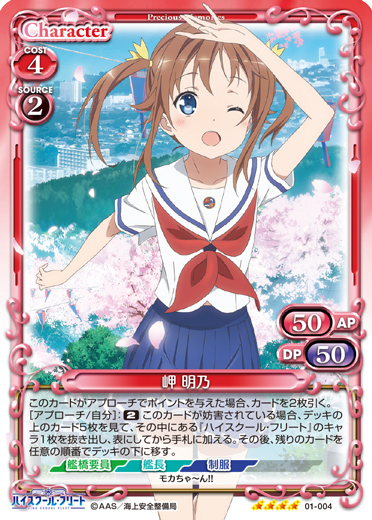 Precious Memories
Character
COST
4
SOURCE
2
50 AP
DP 50
岬 明乃
このカードがアプローチでポイントを与えた場合、カードを2枚引く。
[アプローチ/自分]:2 このカードが妨害されている場合、デッキの
上のカード5枚を見て、その中にある『ハイスクール・フリート』のキャ
ラ1枚を抜き出し、表にしてから手札に加える。その後、残りのカードを
任意の順番でデッキの下に移す。
艦橋要員 艦長 制服
モカちゃ~ん!!
ハイスクール・フリート
©AAS/海上安全整備局
01-004